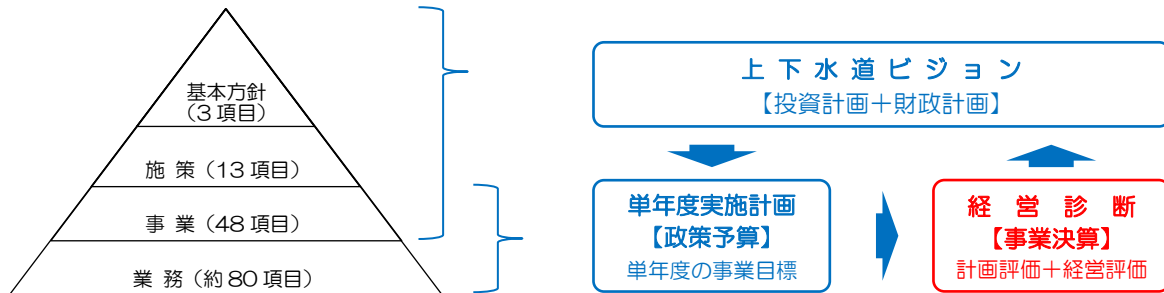 基本方針
(3 項目)
施 策 (13 項目)
事 業 (48 項目)
業 務 (約 80 項目)
上 下 水 道 ビ ジ ョ ン
【投資計画+財政計画】
単年度実施計画
【政策予算】
単年度の事業目標
経 営 診 断
【事業決算】
計画評価+経営評価